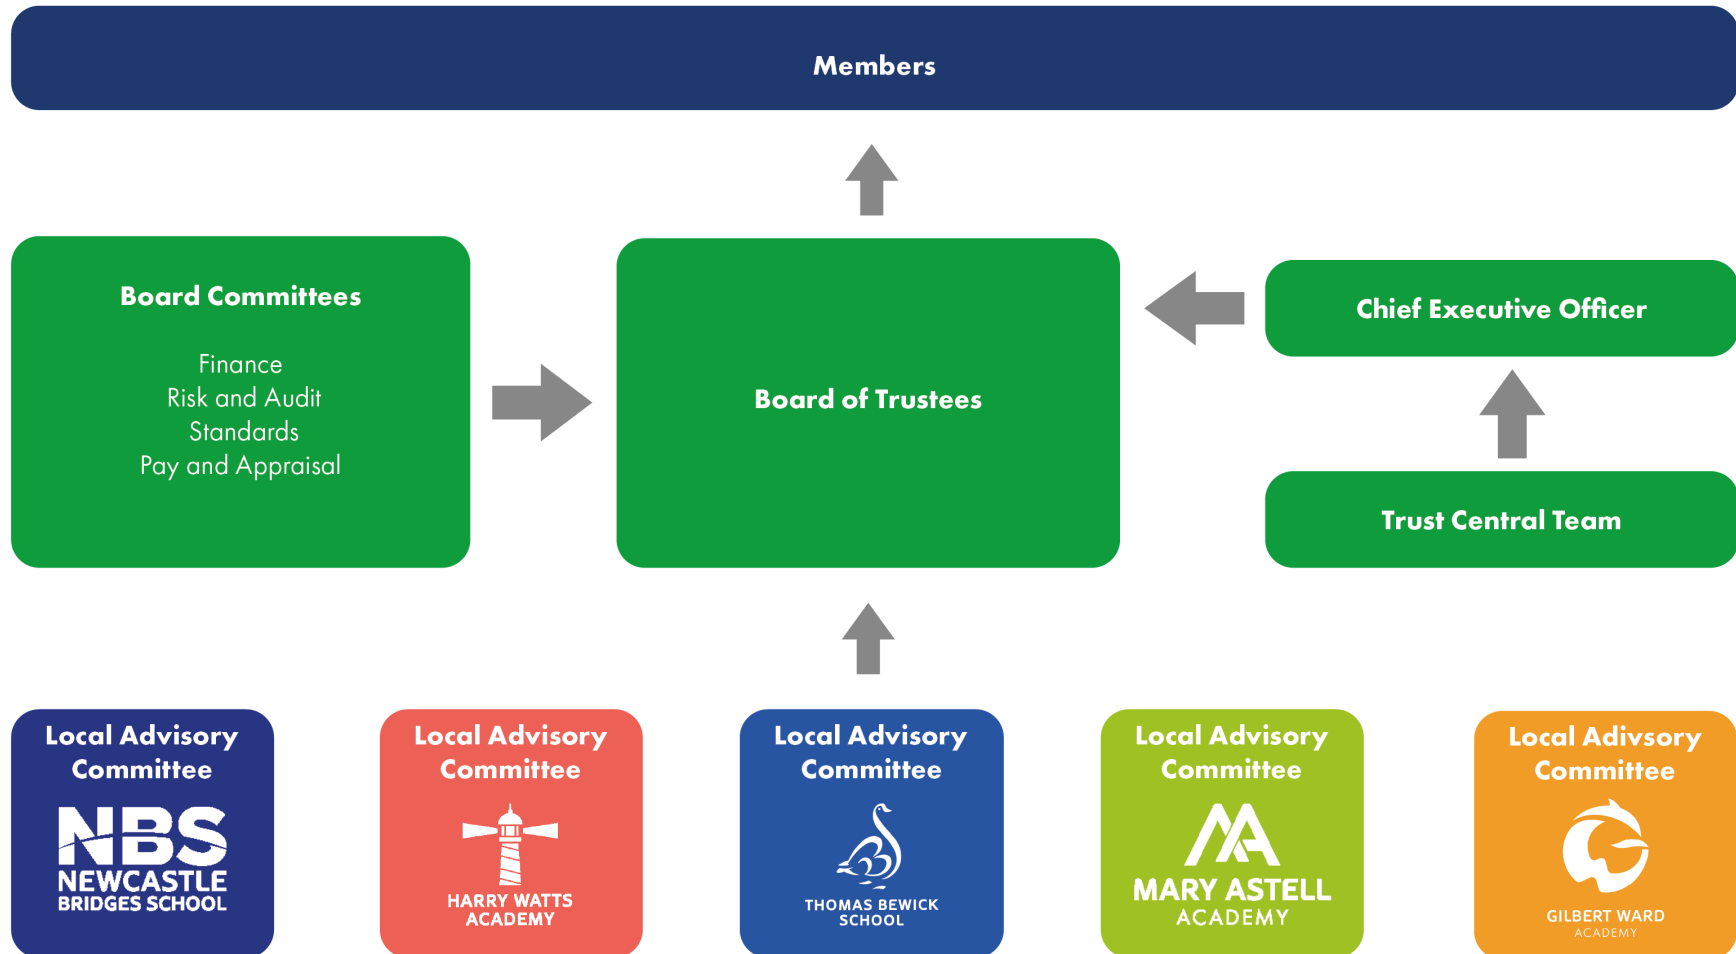 Members
Board Committees
Finance
Risk and Audit
Standards
Pay and Appraisal
Board of Trustees
Chief Executive Officer
Trust Central Team
Local Advisory
Committee
NBS
NEWCASTLE
BRIDGES SCHOOL
Local Advisory
Committee
HARRY WATTS
ACADEMY
Local Advisory
Committee
THOMAS BEWICK
SCHOOL
Local Advisory
Committee
MA
MARY ASTELL
ACADEMY
Local Adivsory
Committee
GILBERT WARD
ACADEMY